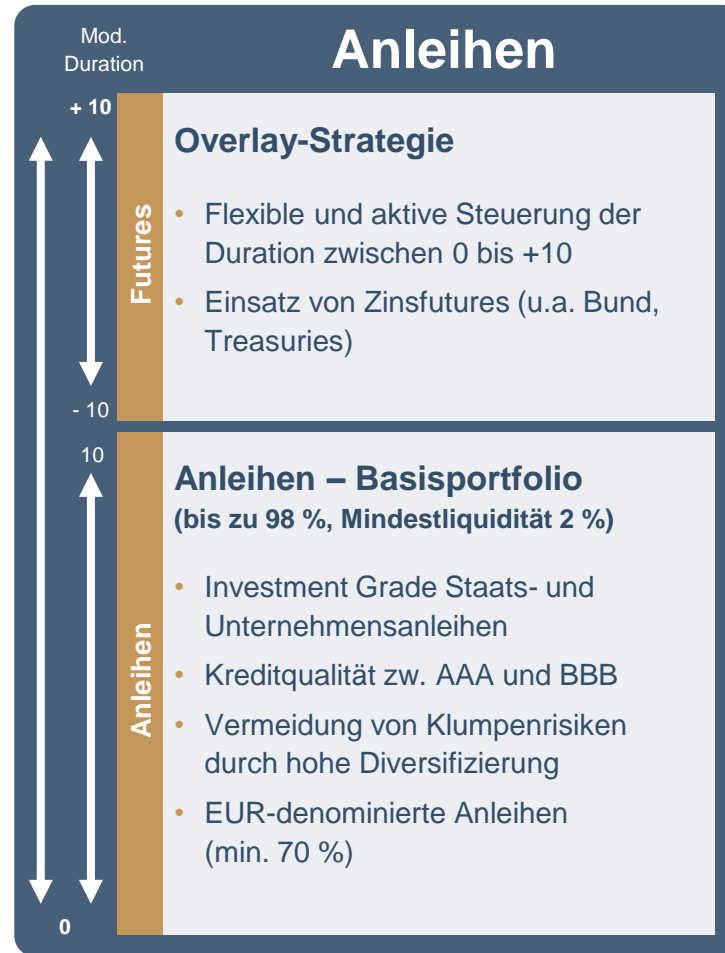 Mod.
Duration
Anleihen
+ 10
Overlay-Strategie
• Flexible und aktive Steuerung der
Duration zwischen 0 bis +10
• Einsatz von Zinsfutures (u.a. Bund,
Treasuries)
Futures
- 10
10
Anleihen – Basisportfolio
(bis zu 98 %, Mindestliquidität 2 %)
• Investment Grade Staats- und
Unternehmensanleihen
• Kreditqualität zw. AAA und BBB
• Vermeidung von Klumpenrisiken
durch hohe Diversifizierung
• EUR-denominierte Anleihen
(min. 70 %)
Anleihen
0